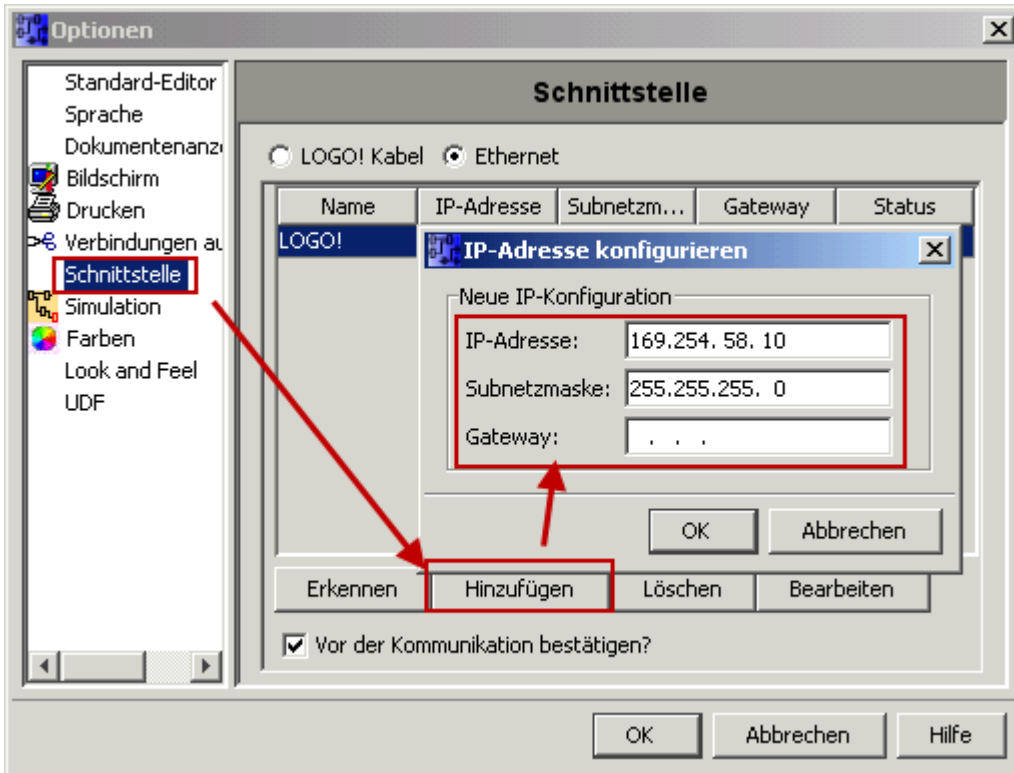 Optionen
Standard-Editor
Sprache
Dokumentenanz
Bildschirm
Drucken
Verbindungen au
Schnittstelle
Simulation
Farben
Look and Feel
UDF
Schnittstelle
LOGO! Kabel Ethernet
Name IP-Adresse Subnetzm... Gateway Status
LOGO!
IP-Adresse konfigurieren
Neue IP-Konfiguration
IP-Adresse: 169.254. 58. 10
Subnetzmaske: 255.255.255. 0
Gateway: . . .
OK Abbrechen
Erkennen Hinzufügen Löschen Bearbeiten
Vor der Kommunikation bestätigen?
OK Abbrechen Hilfe